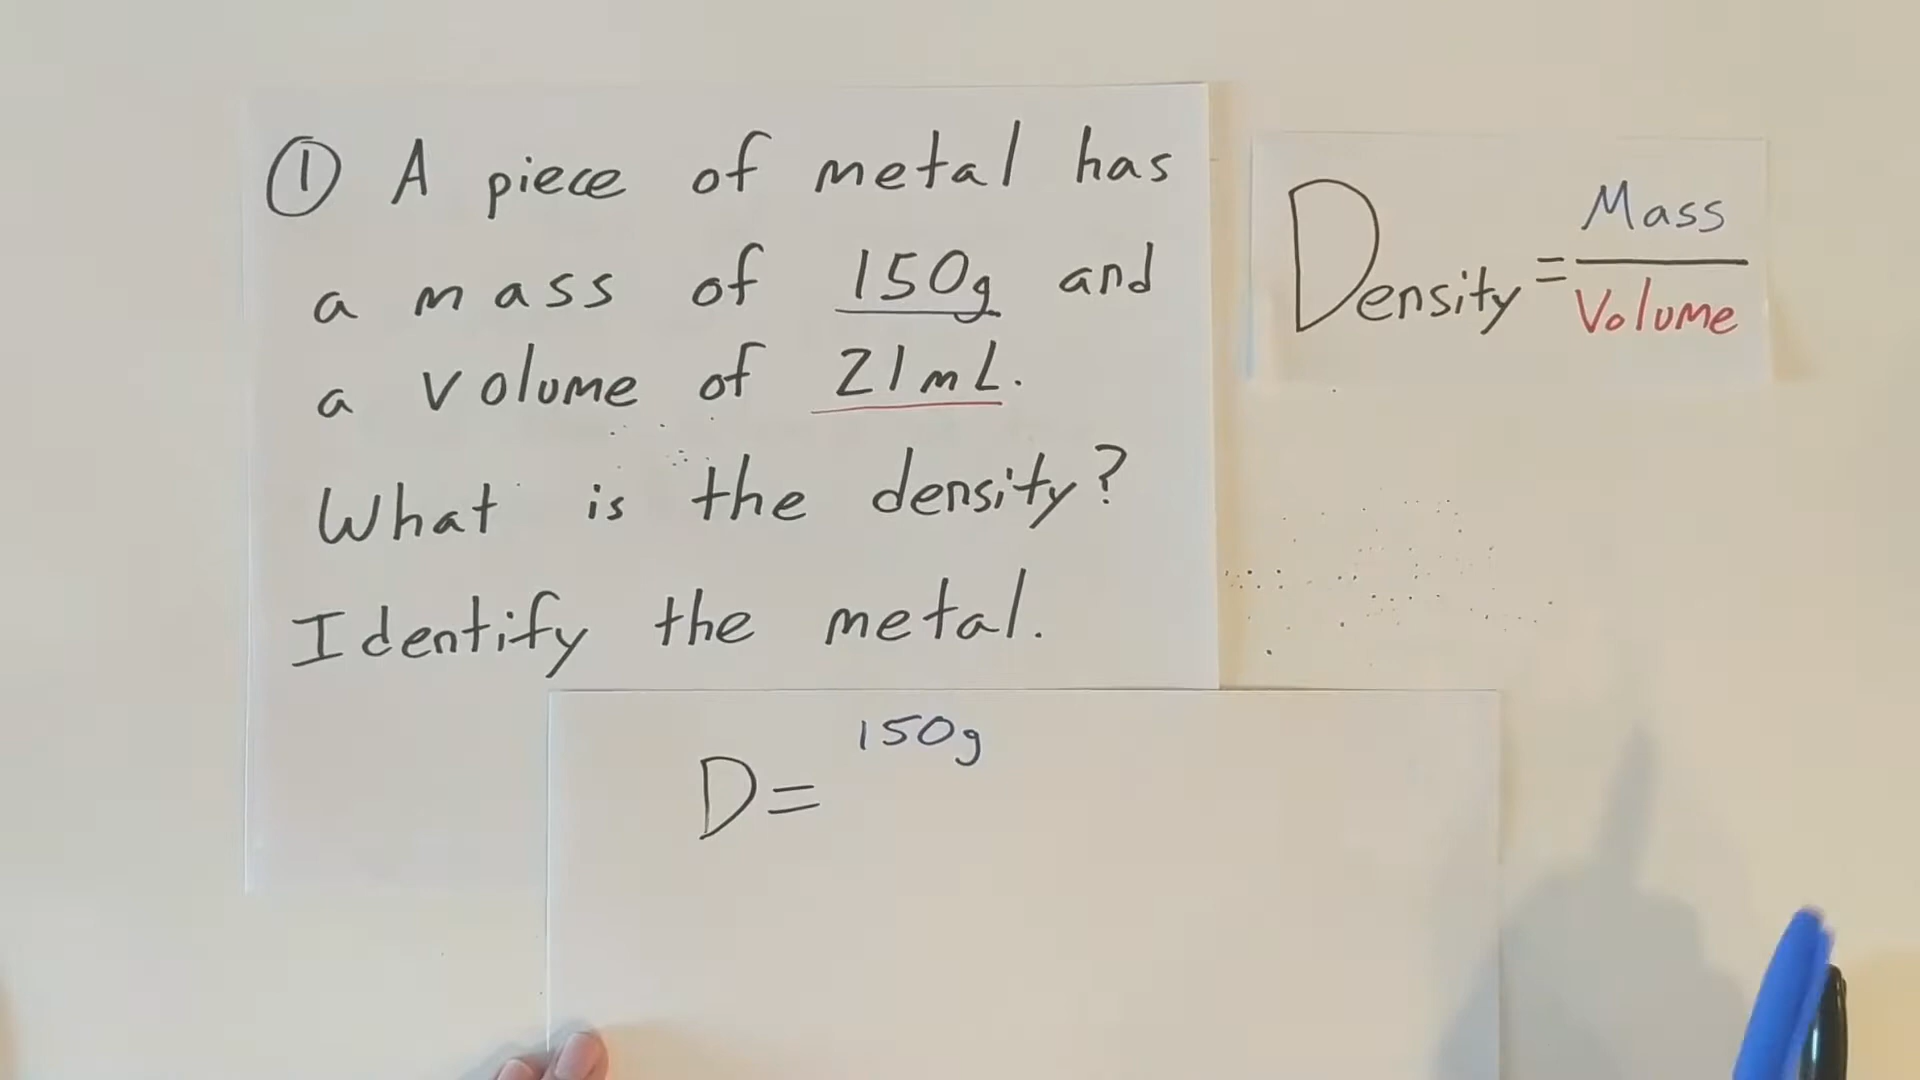 ① A piece of metal has
a mass of 150g and
a volume of 21mL.
What is the density?
Identify the metal.
Density = Mass
Volume
150g
D=